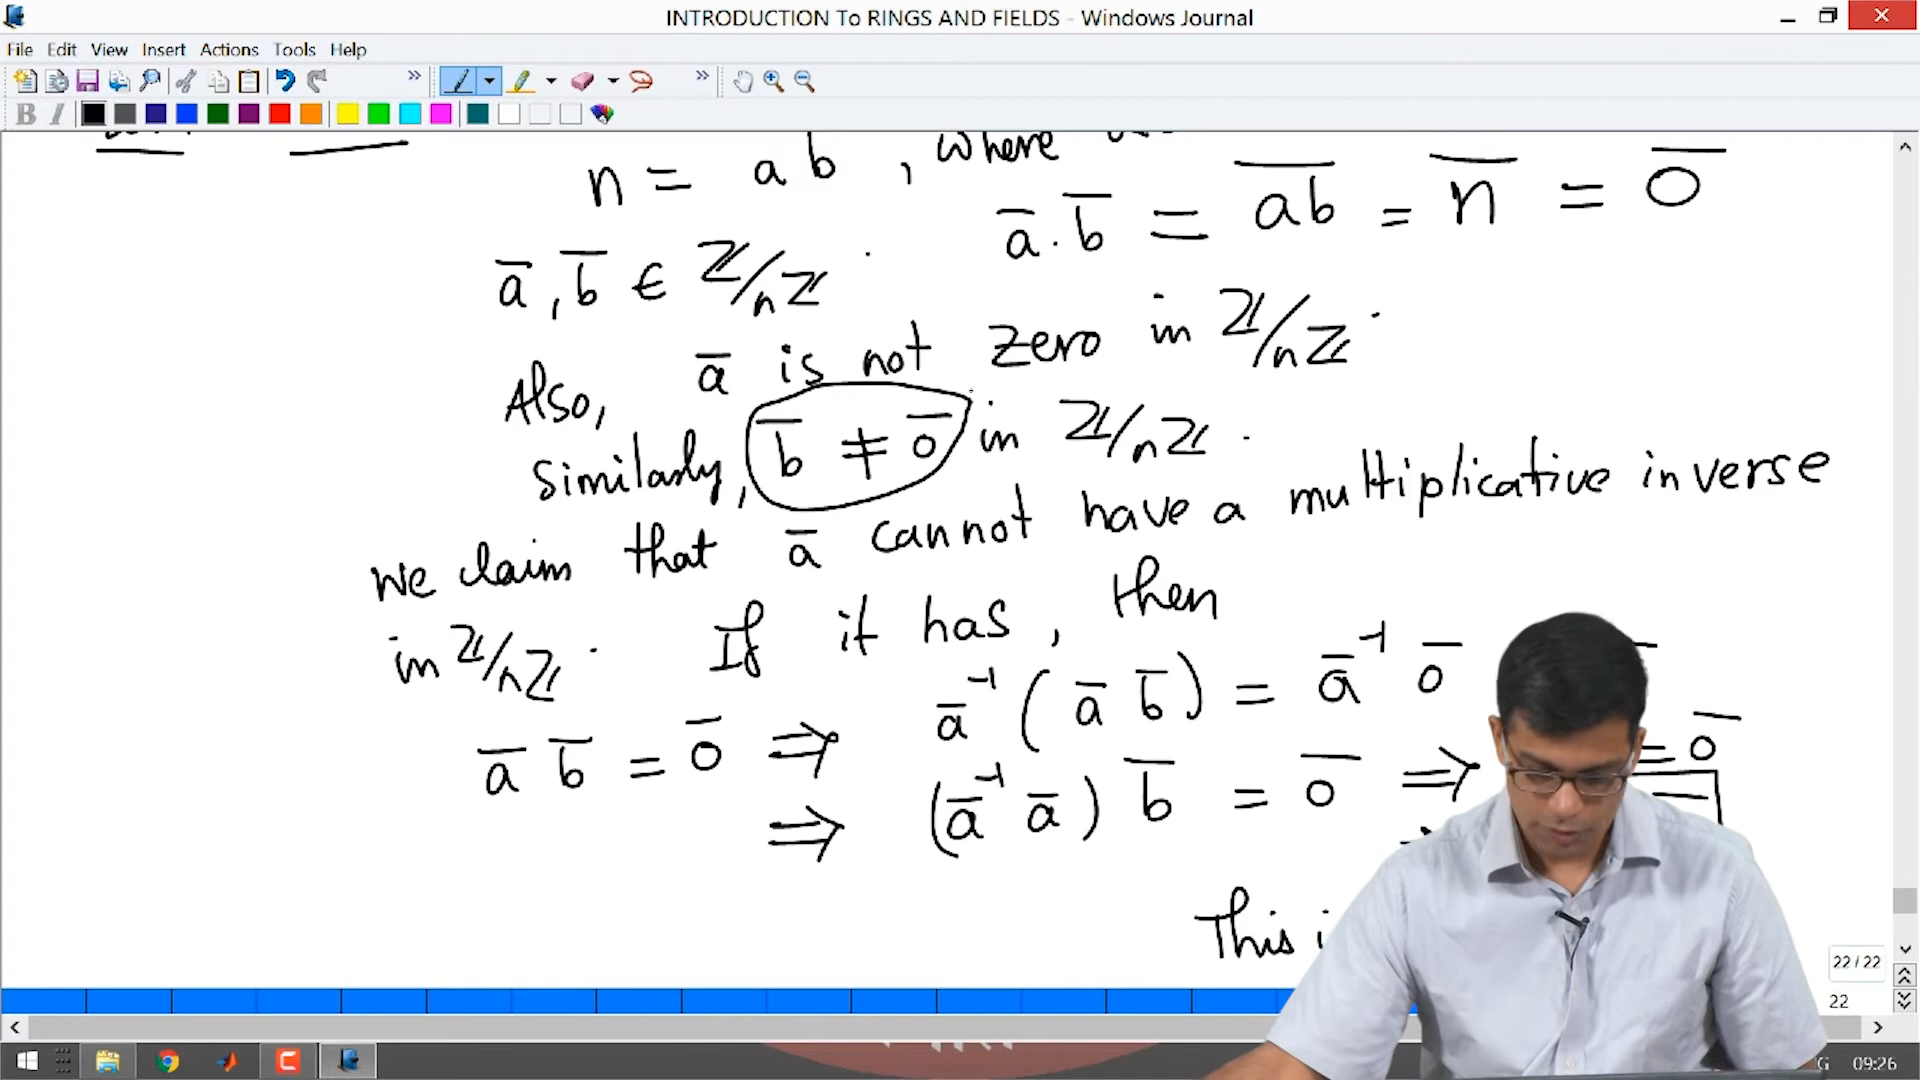 INTRODUCTION To RINGS AND FIELDS - Windows Journal
File Edit View Insert Actions Tools Help
B I
n = ab , where
a̅, b̅ ∈ ℤ/nℤ . a̅.b̅ = a̅b̅ = n̅ = 0̅
Also, a̅ is not zero in ℤ/nℤ .
Similarly, b̅ ≠ 0̅ in ℤ/nℤ .
We claim that a̅ cannot have a multiplicative inverse
in ℤ/nℤ . If it has, then
a̅ b̅ = 0̅ ⇒ a̅⁻¹ ( a̅ b̅ ) = a̅⁻¹ 0̅
⇒ (a̅⁻¹ a̅ ) b̅ = 0̅ ⇒ = 0̅
This
22 / 22
22
09:26